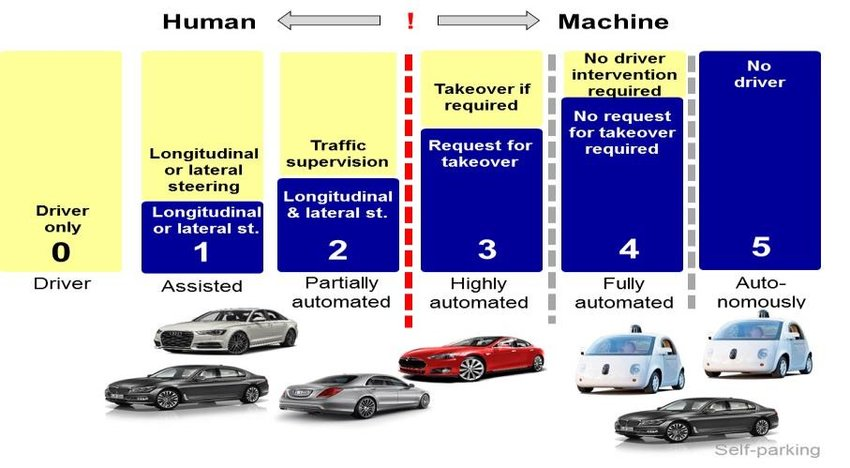 Human ! Machine
Driver
only
0
Driver
Longitudinal
or lateral
steering
Longitudinal
or lateral st.
1
Assisted
Traffic
supervision
Longitudinal
& lateral st.
2
Partially
automated
Takeover if
required
Request for
takeover
3
Highly
automated
No driver
intervention
required
No request
for takeover
required
4
Fully
automated
No
driver
5
Auto-
nomously
Self-parking